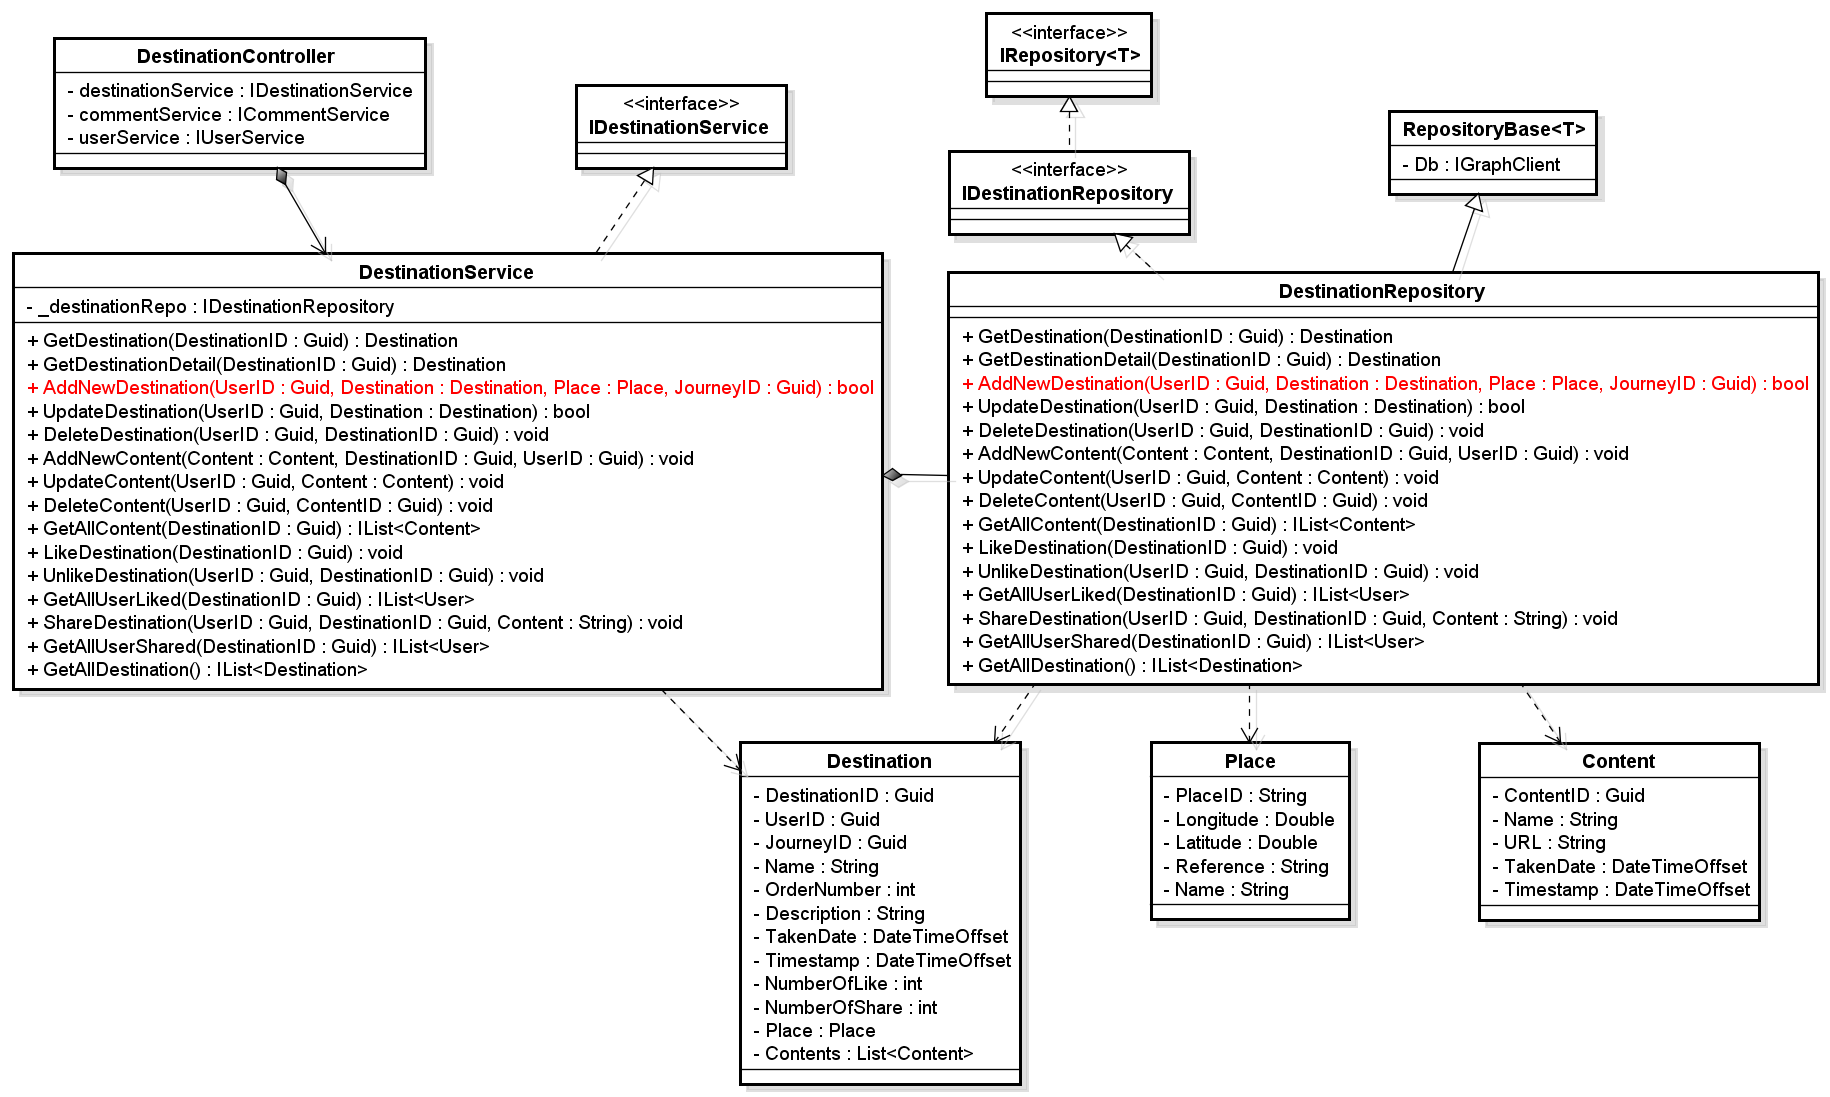 DestinationController
- destinationService : IDestinationService
- commentService : ICommentService
- userService : IUserService
<<interface>>
IDestinationService
<<interface>>
IRepository<T>
<<interface>>
IDestinationRepository
RepositoryBase<T>
- Db : IGraphClient
DestinationService
- _destinationRepo : IDestinationRepository
+ GetDestination(DestinationID : Guid) : Destination
+ GetDestinationDetail(DestinationID : Guid) : Destination
+ AddNewDestination(UserID : Guid, Destination : Destination, Place : Place, JourneyID : Guid) : bool
+ UpdateDestination(UserID : Guid, Destination : Destination) : bool
+ DeleteDestination(UserID : Guid, DestinationID : Guid) : void
+ AddNewContent(Content : Content, DestinationID : Guid, UserID : Guid) : void
+ UpdateContent(UserID : Guid, Content : Content) : void
+ DeleteContent(UserID : Guid, ContentID : Guid) : void
+ GetAllContent(DestinationID : Guid) : IList<Content>
+ LikeDestination(DestinationID : Guid) : void
+ UnlikeDestination(UserID : Guid, DestinationID : Guid) : void
+ GetAllUserLiked(DestinationID : Guid) : IList<User>
+ ShareDestination(UserID : Guid, DestinationID : Guid, Content : String) : void
+ GetAllUserShared(DestinationID : Guid) : IList<User>
+ GetAllDestination() : IList<Destination>
DestinationRepository
+ GetDestination(DestinationID : Guid) : Destination
+ GetDestinationDetail(DestinationID : Guid) : Destination
+ AddNewDestination(UserID : Guid, Destination : Destination, Place : Place, JourneyID : Guid) : bool
+ UpdateDestination(UserID : Guid, Destination : Destination) : bool
+ DeleteDestination(UserID : Guid, DestinationID : Guid) : void
+ AddNewContent(Content : Content, DestinationID : Guid, UserID : Guid) : void
+ UpdateContent(UserID : Guid, Content : Content) : void
+ DeleteContent(UserID : Guid, ContentID : Guid) : void
+ GetAllContent(DestinationID : Guid) : IList<Content>
+ LikeDestination(DestinationID : Guid) : void
+ UnlikeDestination(UserID : Guid, DestinationID : Guid) : void
+ GetAllUserLiked(DestinationID : Guid) : IList<User>
+ ShareDestination(UserID : Guid, DestinationID : Guid, Content : String) : void
+ GetAllUserShared(DestinationID : Guid) : IList<User>
+ GetAllDestination() : IList<Destination>
Destination
- DestinationID : Guid
- UserID : Guid
- JourneyID : Guid
- Name : String
- OrderNumber : int
- Description : String
- TakenDate : DateTimeOffset
- Timestamp : DateTimeOffset
- NumberOfLike : int
- NumberOfShare : int
- Place : Place
- Contents : List<Content>
Place
- PlaceID : String
- Longitude : Double
- Latitude : Double
- Reference : String
- Name : String
Content
- ContentID : Guid
- Name : String
- URL : String
- TakenDate : DateTimeOffset
- Timestamp : DateTimeOffset